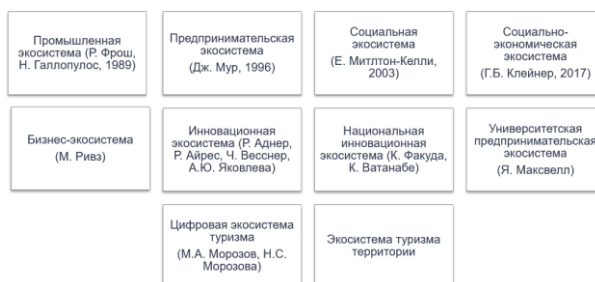 Промышленная
экосистема (Р. Фрош,
Н. Галлопулос, 1989)
Предпринимательская
экосистема
(Дж. Мур, 1996)
Социальная
экосистема
(Е. Митлтон-Келли,
2003)
Социально-
экономическая
экосистема
(Г.Б. Клейнер, 2017)
Бизнес-экосистема
(М. Ривз)
Инновационная
экосистема (Р. Аднер,
Р. Айрес, Ч. Весснер,
А.Ю. Яковлева)
Национальная
инновационная
экосистема (К. Факуда,
К. Ватанабе)
Университетская
предпринимательская
экосистема
(Я. Максвелл)
Цифровая экосистема
туризма
(М.А. Морозов, Н.С.
Морозова)
Экосистема туризма
территории